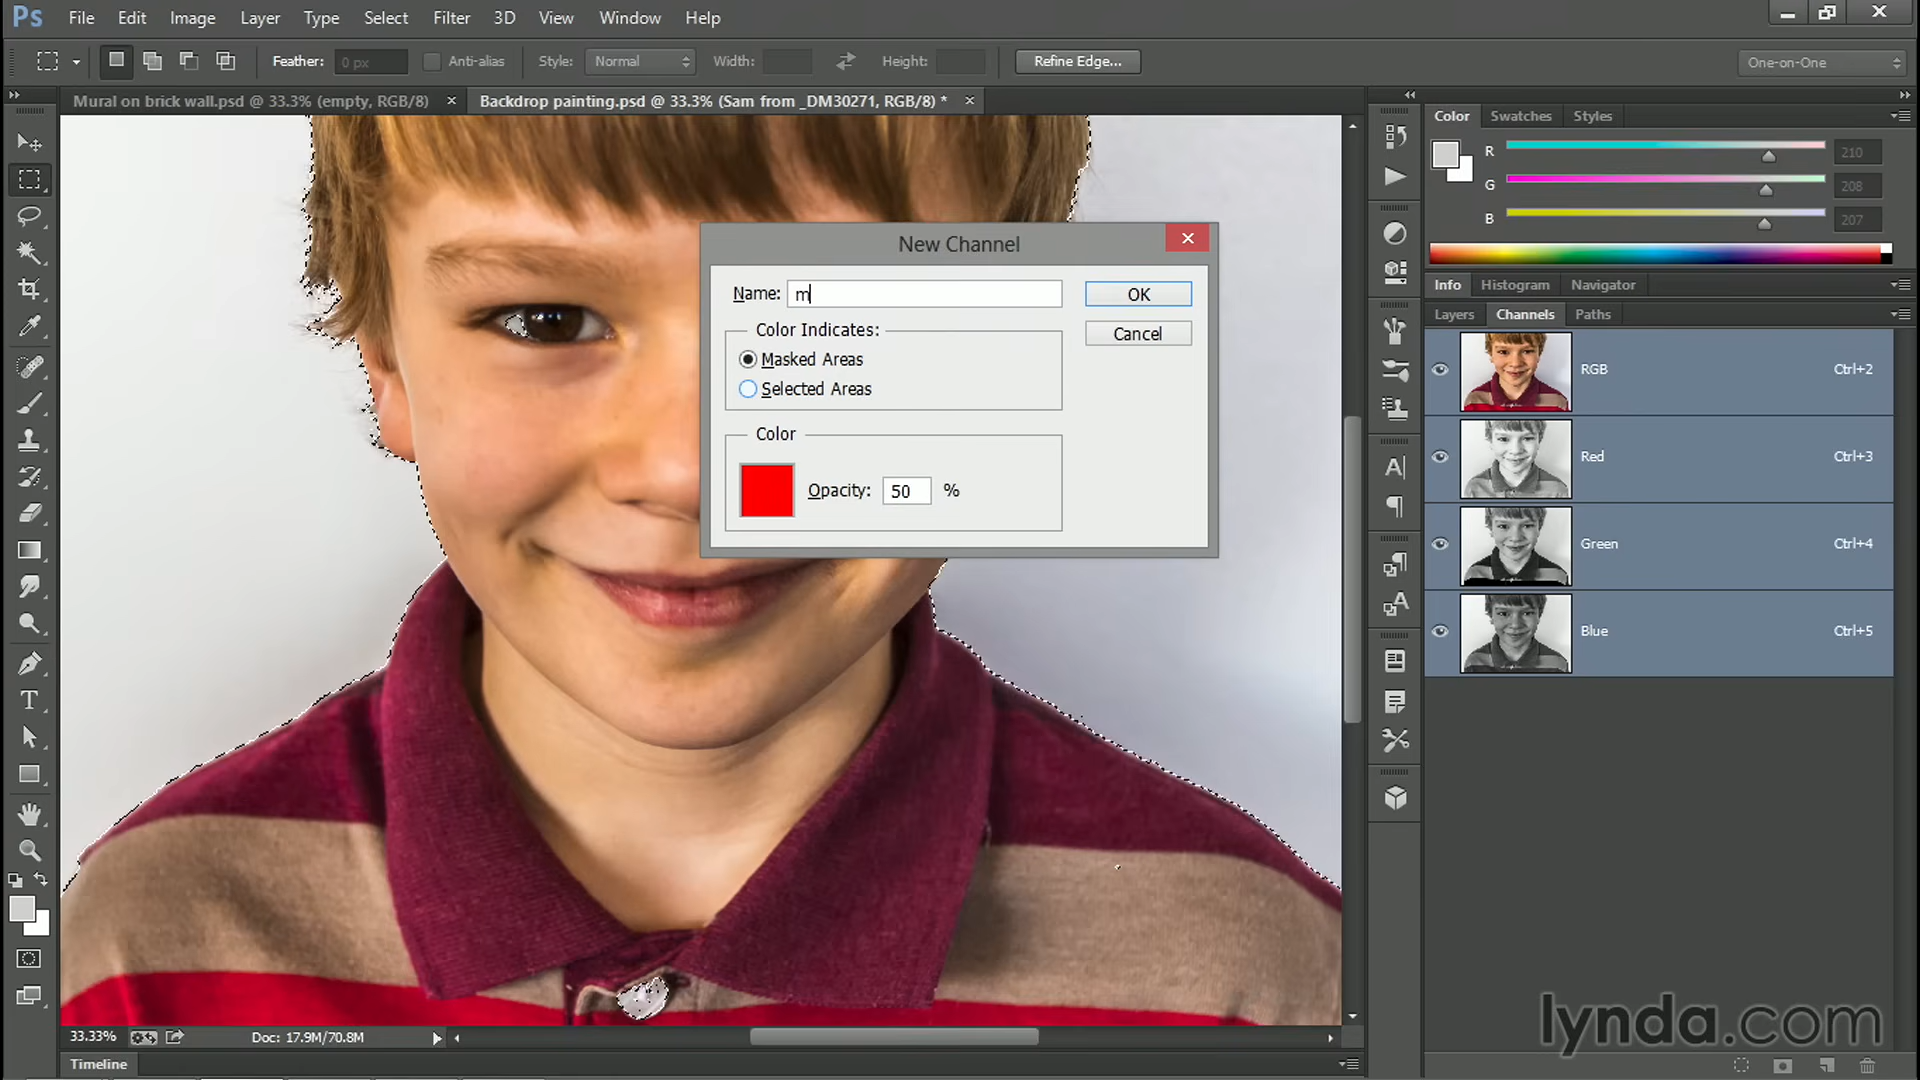 Ps File Edit Image Layer Type Select Filter 3D View Window Help
Feather: 0 px Anti-alias Style: Normal Width: Height: Refine Edge... One-on-One
Mural on brick wall.psd @ 33.3% (empty, RGB/8) × Backdrop painting.psd @ 33.3% (Sam from _DM30271, RGB/8) * ×
Color Swatches Styles
R 210
G 208
B 207
Info Histogram Navigator
Layers Channels Paths
RGB Ctrl+2
Red Ctrl+3
Green Ctrl+4
Blue Ctrl+5
New Channel
Name: m OK
Color Indicates: Cancel
Masked Areas
Selected Areas
Color
Opacity: 50 %
33.33% Doc: 17.9M/70.8M
Timeline
lynda.com